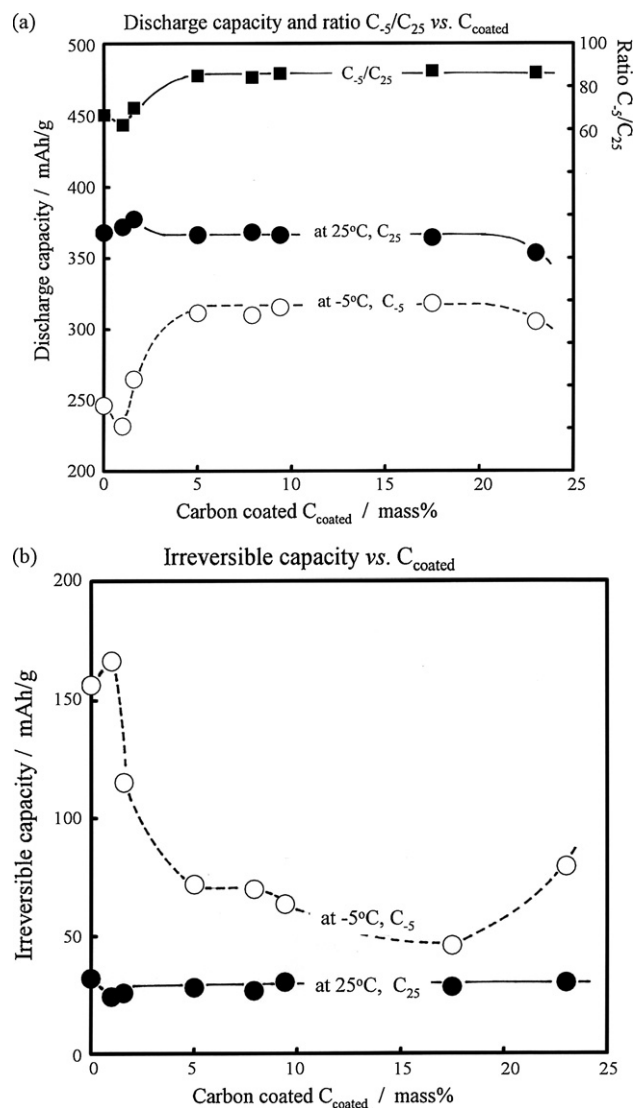 (a) Discharge capacity and ratio C-5/C25 vs. Ccoated
500
450
400
350
300
250
200
Discharge capacity / mAh/g
100
80
60
Ratio C-5/C25
C-5/C25
at 25°C, C25
at -5°C, C-5
0 5 10 15 20 25
Carbon coated Ccoated / mass%
(b) Irreversible capacity vs. Ccoated
200
150
100
50
0
Irreversible capacity / mAh/g
at -5°C, C-5
at 25°C, C25
0 5 10 15 20 25
Carbon coated Ccoated / mass%